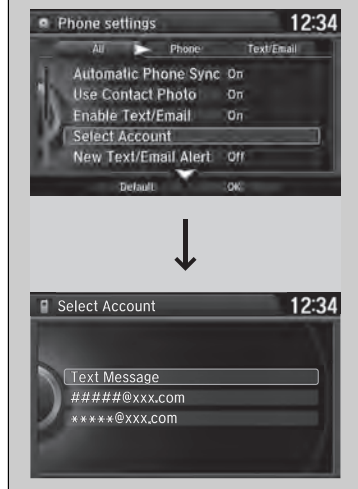 Phone settings 12:34
All Phone Text/Email
Automatic Phone Sync On
Use Contact Photo On
Enable Text/Email On
Select Account
New Text/Email Alert Off
Default OK
Select Account 12:34
Text Message
#####@xxx.com
*****@xxx.com